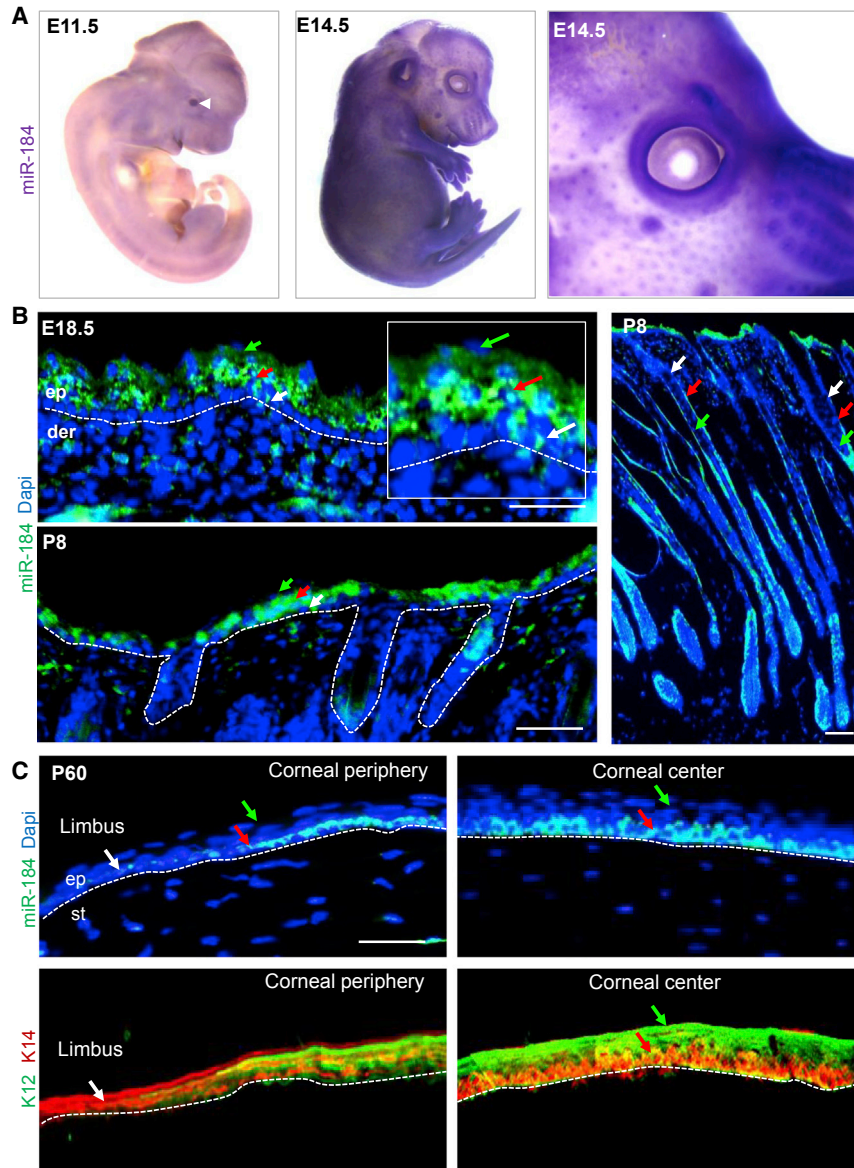 A
E11.5
E14.5
E14.5
miR-184
B
E18.5
ep
der
P8
P8
miR-184 Dapi
C
P60
Corneal periphery
Limbus
ep
st
Corneal center
miR-184 Dapi
Corneal periphery
Limbus
Corneal center
K12 K14